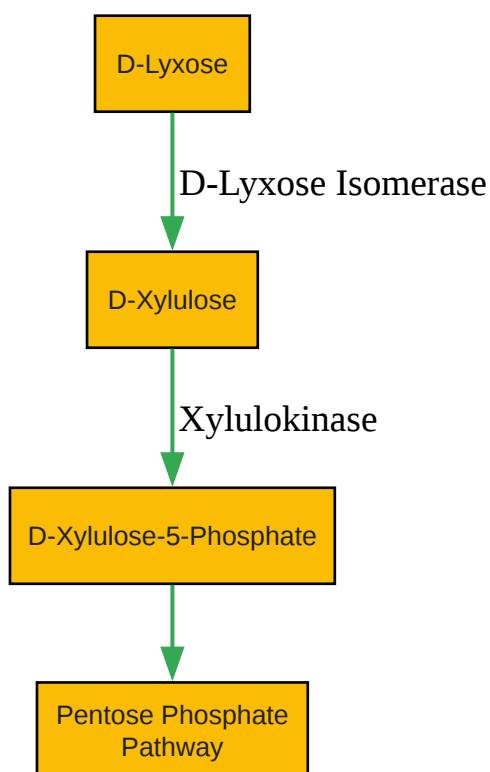 D-Lyxose
D-Lyxose Isomerase
D-Xylulose
Xylulokinase
D-Xylulose-5-Phosphate
Pentose Phosphate
Pathway